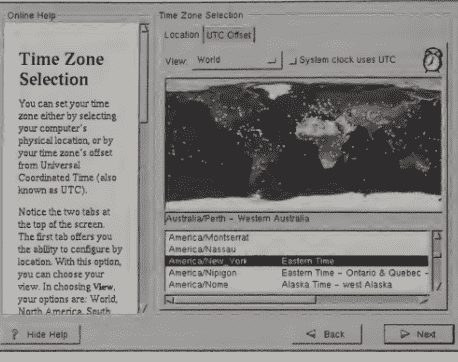 Online Help
Time Zone
Selection
You can set your time
zone either by selecting
your computer's
physical location, or by
your time zone's offset
from Universal
Coordinated Time (also
known as UTC).
Notice the two tabs at
the top of the screen.
The first tab offers you
the ability to configure by
location. With this option,
you can choose your
view. In choosing View,
your options are: World,
North America, South
Time Zone Selection
Location UTC Offset
View: World System clock uses UTC
Australia/Perth - Western Australia
America/Montserrat
America/Nassau
America/New_York Eastern Time
America/Nipigon Eastern Time - Ontario & Quebec -
America/Nome Alaska Time - west Alaska
? Hide Help
Back
Next